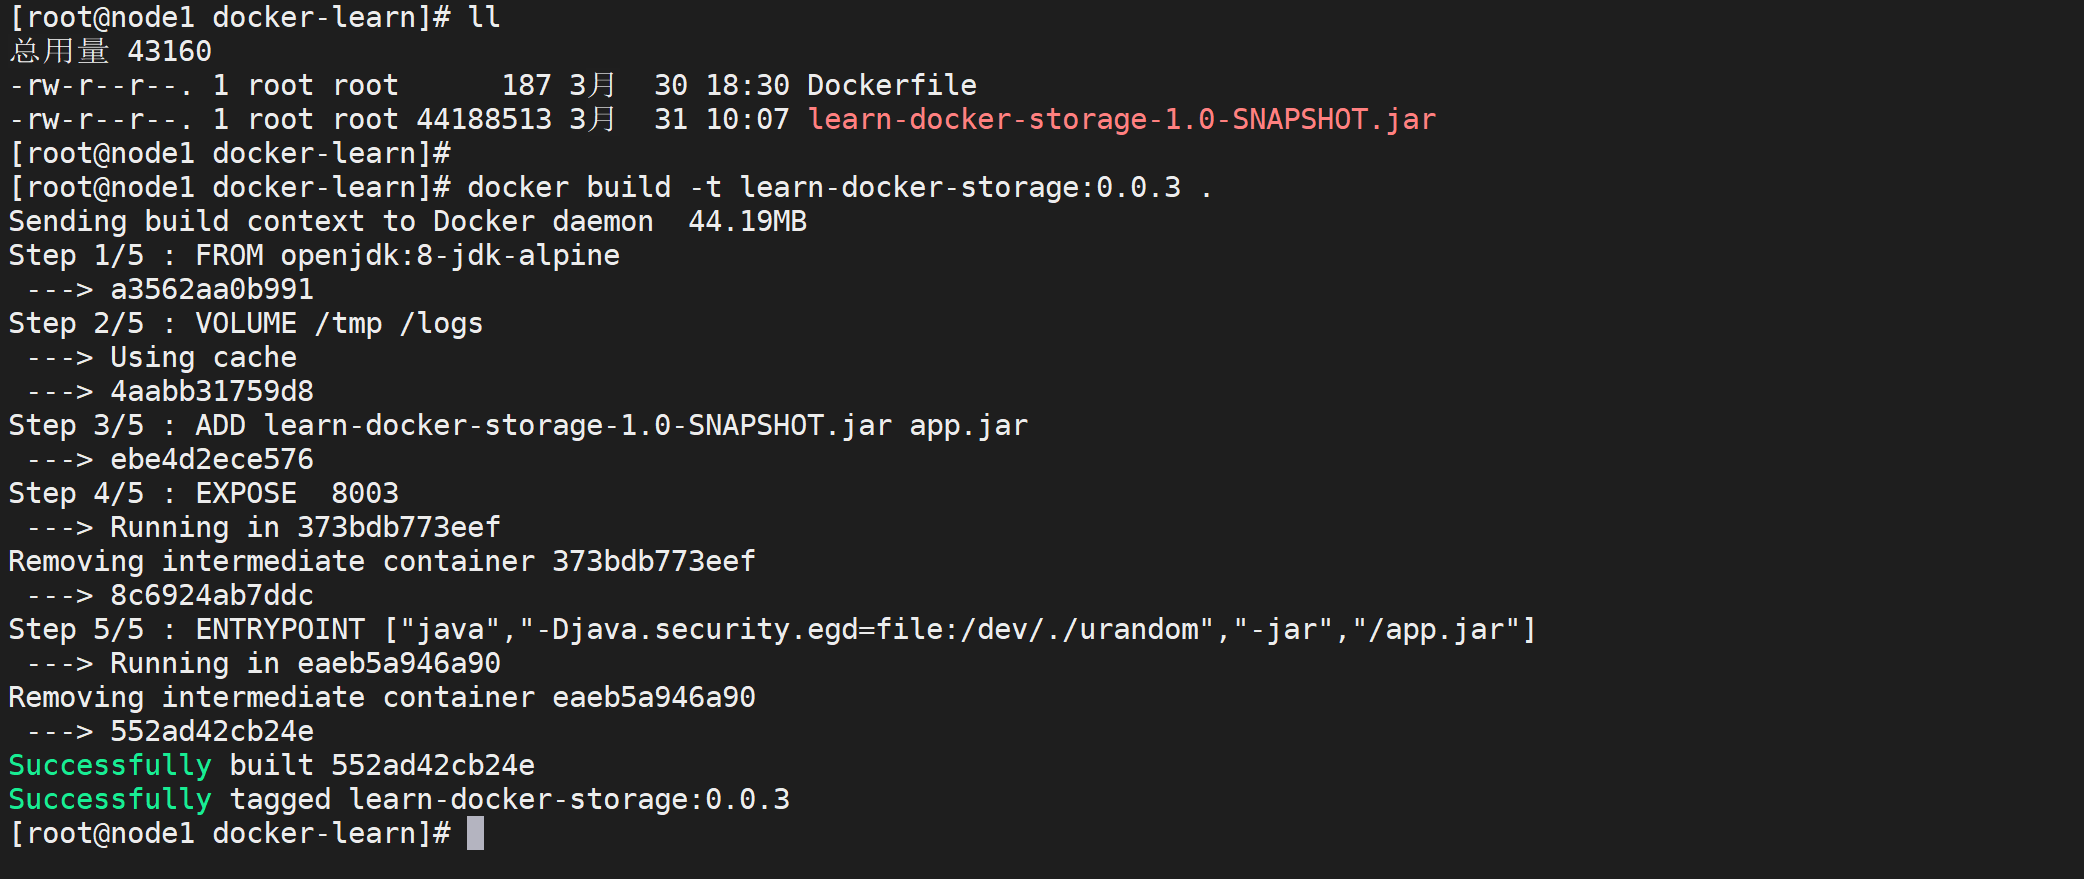 [root@node1 docker-learn]# ll
总用量 43160
-rw-r--r--. 1 root root      187 3月  30 18:30 Dockerfile
-rw-r--r--. 1 root root 44188513 3月  31 10:07 learn-docker-storage-1.0-SNAPSHOT.jar
[root@node1 docker-learn]#
[root@node1 docker-learn]# docker build -t learn-docker-storage:0.0.3 .
Sending build context to Docker daemon  44.19MB
Step 1/5 : FROM openjdk:8-jdk-alpine
 ---> a3562aa0b991
Step 2/5 : VOLUME /tmp /logs
 ---> Using cache
 ---> 4aabb31759d8
Step 3/5 : ADD learn-docker-storage-1.0-SNAPSHOT.jar app.jar
 ---> ebe4d2ece576
Step 4/5 : EXPOSE  8003
 ---> Running in 373bdb773eef
Removing intermediate container 373bdb773eef
 ---> 8c6924ab7ddc
Step 5/5 : ENTRYPOINT ["java","-Djava.security.egd=file:/dev/./urandom","-jar","/app.jar"]
 ---> Running in eaeb5a946a90
Removing intermediate container eaeb5a946a90
 ---> 552ad42cb24e
Successfully built 552ad42cb24e
Successfully tagged learn-docker-storage:0.0.3
[root@node1 docker-learn]#